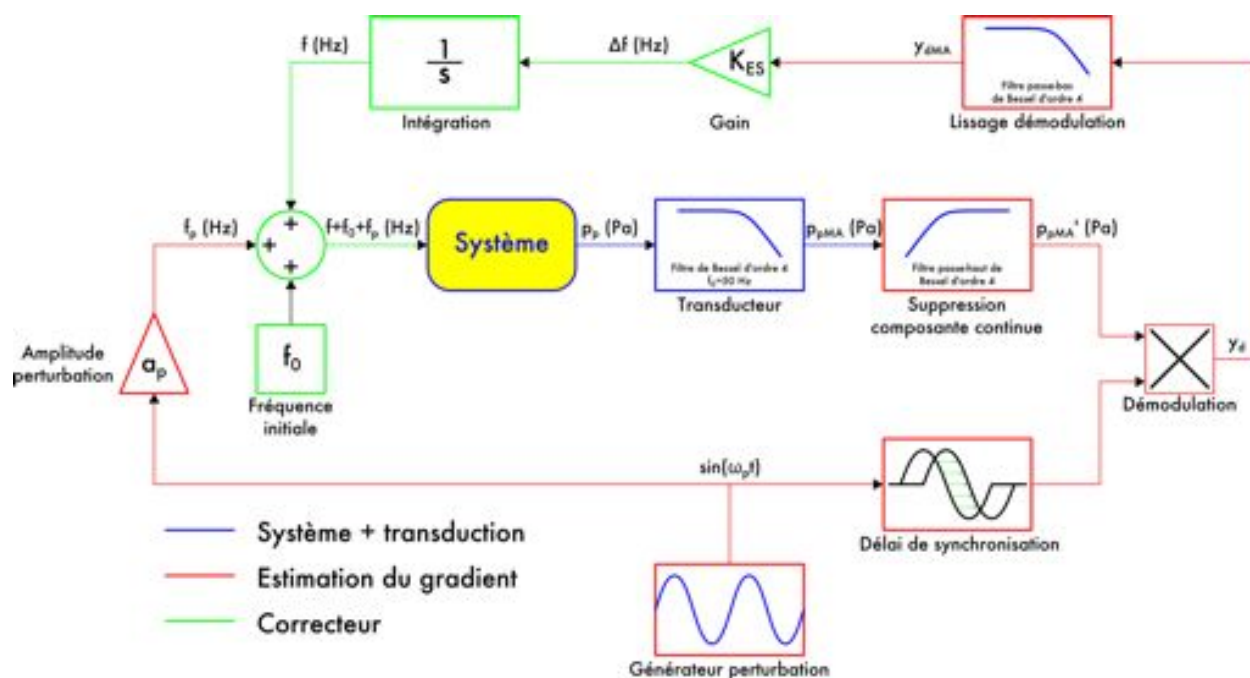 f (Hz)
1
s
Intégration
Δf (Hz)
K_ES
Gain
y_dMA
Filtre passe-bas
de Bessel d'ordre 4
Lissage démodulation
f_p (Hz)
+
+
+
f+f_0+f_p (Hz)
Système
p_p (Pa)
Filtre de Bessel d'ordre 4
Transducteur
p_pMA (Pa)
Filtre passe-haut de
Bessel d'ordre 4
Suppression
composante continue
p_pMA' (Pa)
y_d
Démodulation
Amplitude
perturbation
a_p
f_0
Fréquence
initiale
sin(ω_pt)
Délai de synchronisation
Système + transduction
Estimation du gradient
Correcteur
Générateur perturbation